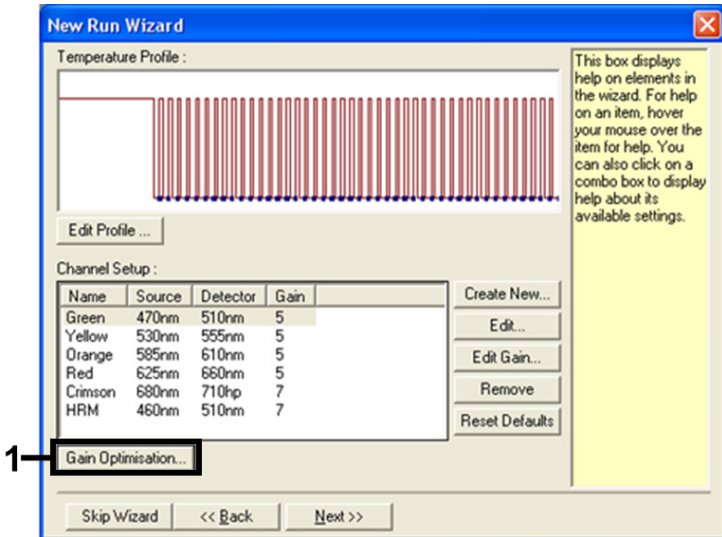 New Run Wizard
Temperature Profile :
This box displays
help on elements in
the wizard. For help
on an item, hover
your mouse over the
item for help. You
can also click on a
combo box to display
help about its
available settings.
Edit Profile ...
Channel Setup :
Name Source Detector Gain
Green 470nm 510nm 5
Yellow 530nm 555nm 5
Orange 585nm 610nm 5
Red 625nm 660nm 5
Crimson 680nm 710hp 7
HRM 460nm 510nm 7
Create New...
Edit...
Edit Gain...
Remove
Reset Defaults
1
Gain Optimisation...
Skip Wizard << Back Next >>